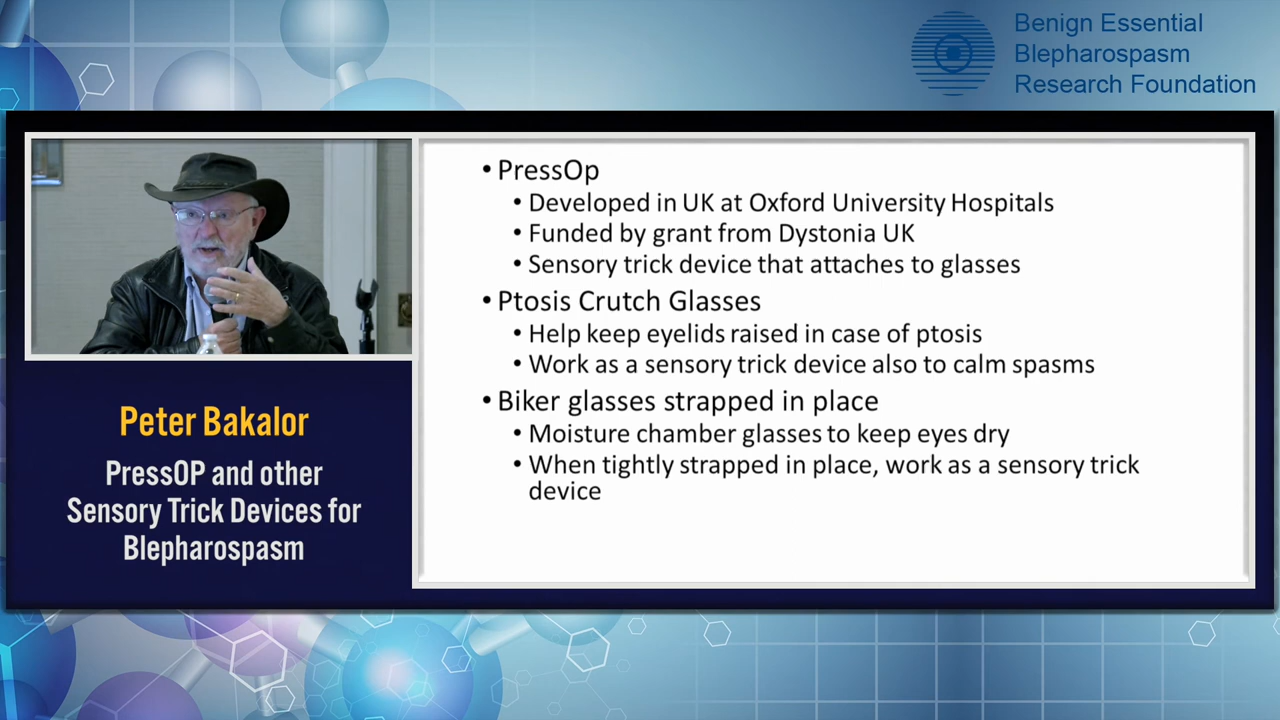 Benign Essential
Blepharospasm
Research Foundation
Peter Bakalor
PressOP and other
Sensory Trick Devices for
Blepharospasm
• PressOp
• Developed in UK at Oxford University Hospitals
• Funded by grant from Dystonia UK
• Sensory trick device that attaches to glasses
• Ptosis Crutch Glasses
• Help keep eyelids raised in case of ptosis
• Work as a sensory trick device also to calm spasms
• Biker glasses strapped in place
• Moisture chamber glasses to keep eyes dry
• When tightly strapped in place, work as a sensory trick
device